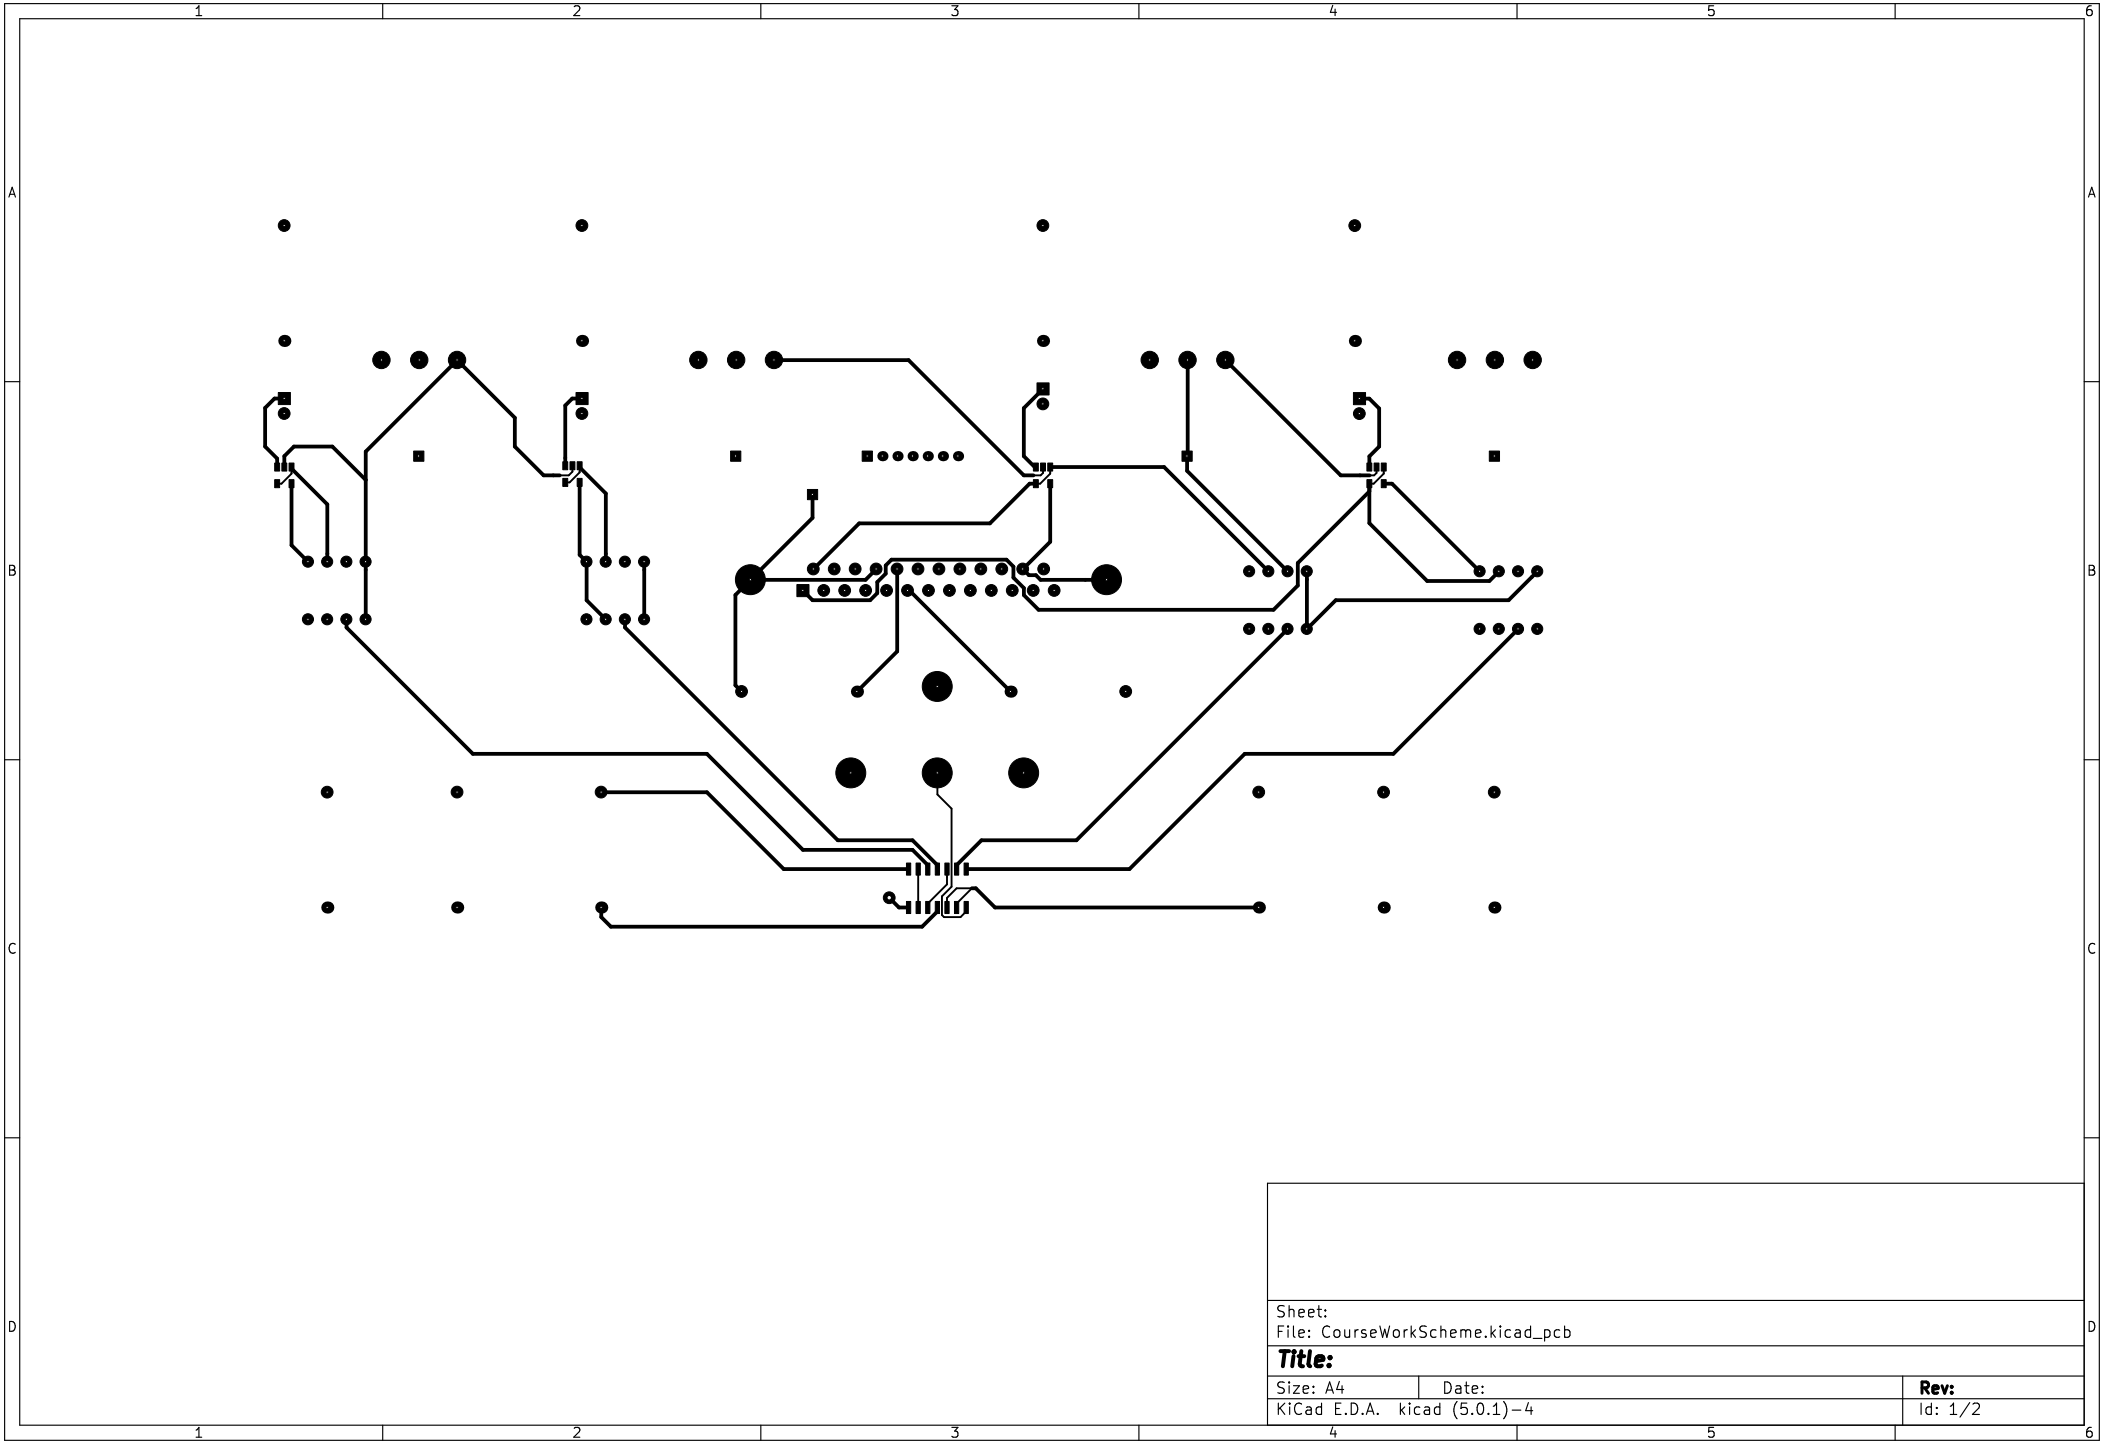 1 2 3 4 5 6
A A
B B
C C
D D
Sheet:
File: CourseWorkScheme.kicad_pcb
Title:
Size: A4 Date: Rev:
KiCad E.D.A. kicad (5.0.1)-4 Id: 1/2
1 2 3 4 5 6